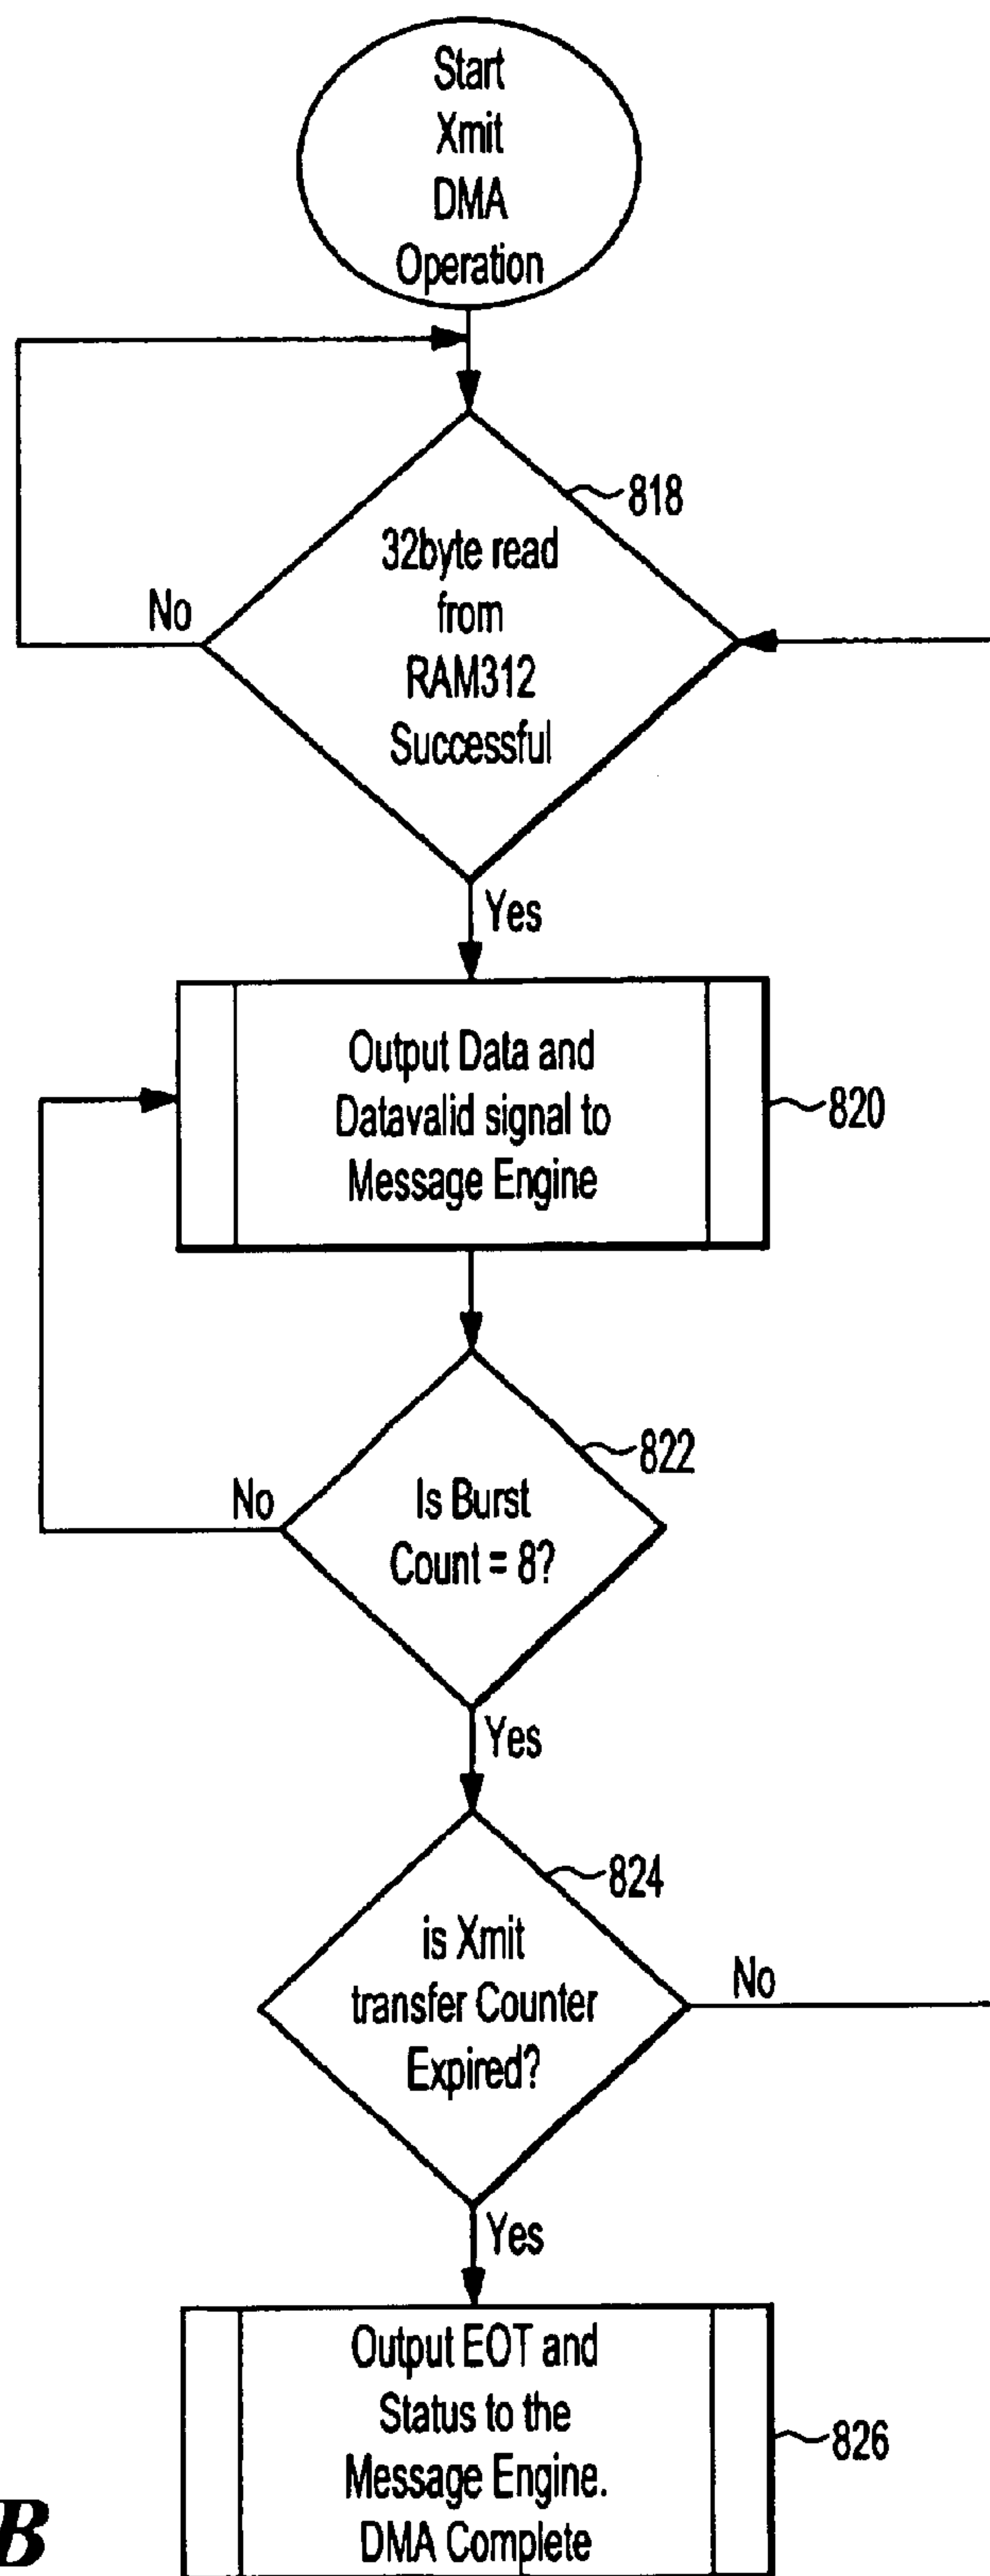 Start
Xmit
DMA
Operation
818
32byte read
from
RAM312
Successful
No
Yes
Output Data and
Datavalid signal to
Message Engine
820
822
Is Burst
Count = 8?
No
Yes
824
is Xmit
transfer Counter
Expired?
No
Yes
Output EOT and
Status to the
Message Engine.
DMA Complete
826
B